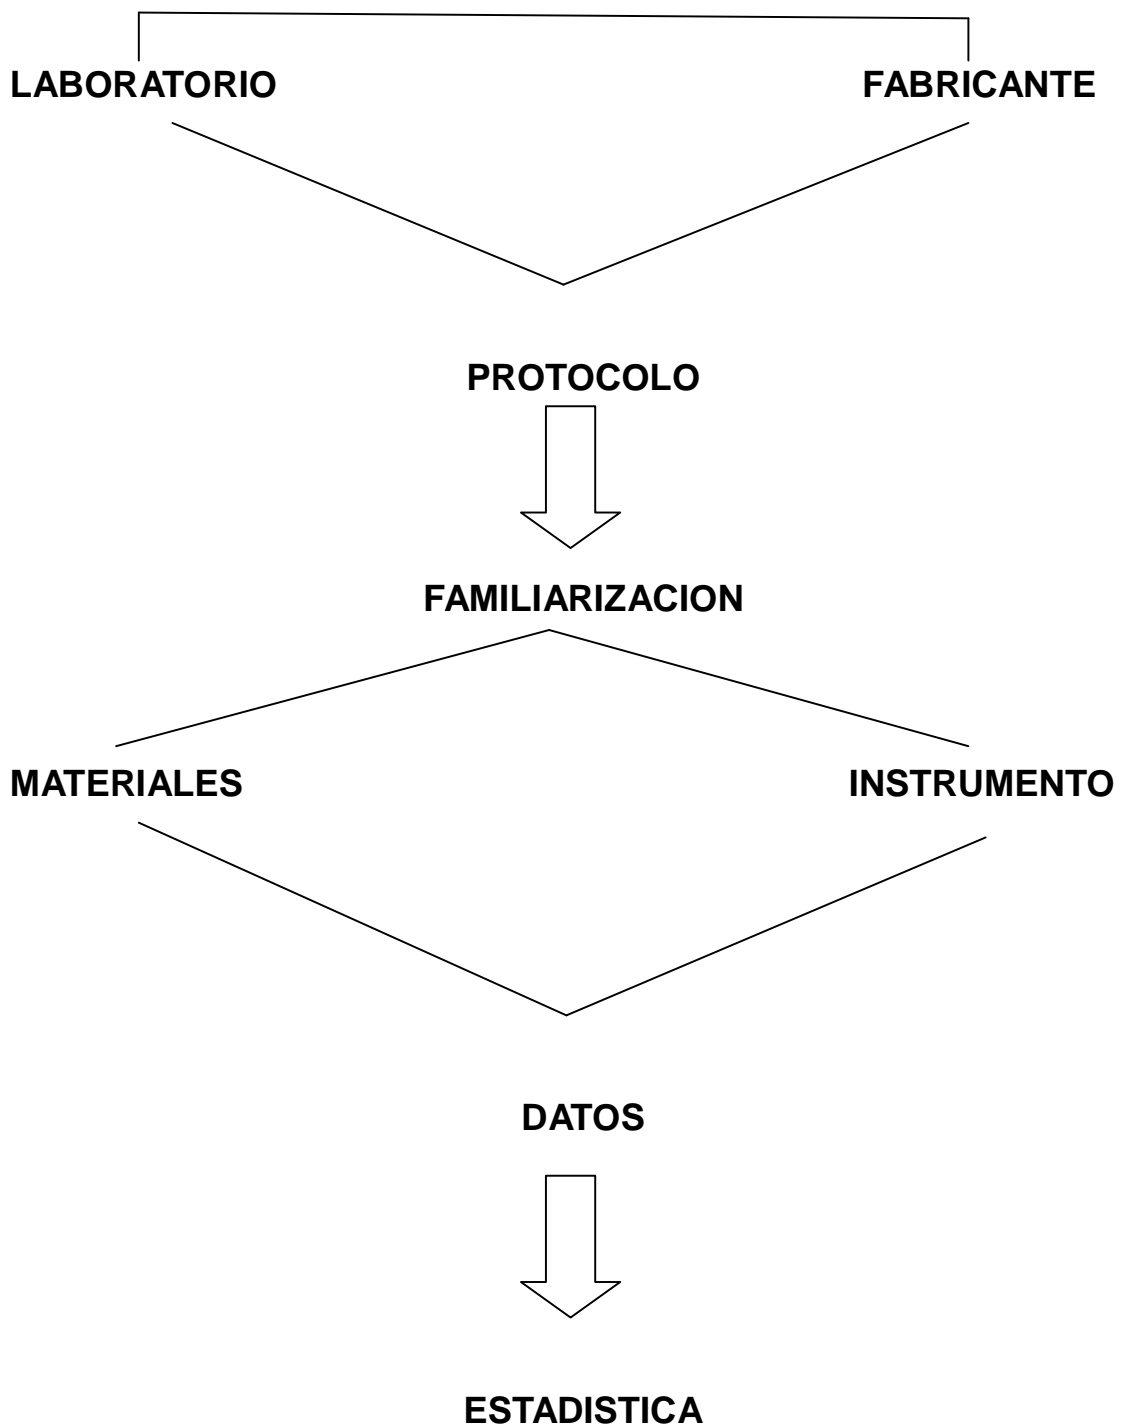 LABORATORIO FABRICANTE
PROTOCOLO
FAMILIARIZACION
MATERIALES INSTRUMENTO
DATOS
ESTADISTICA